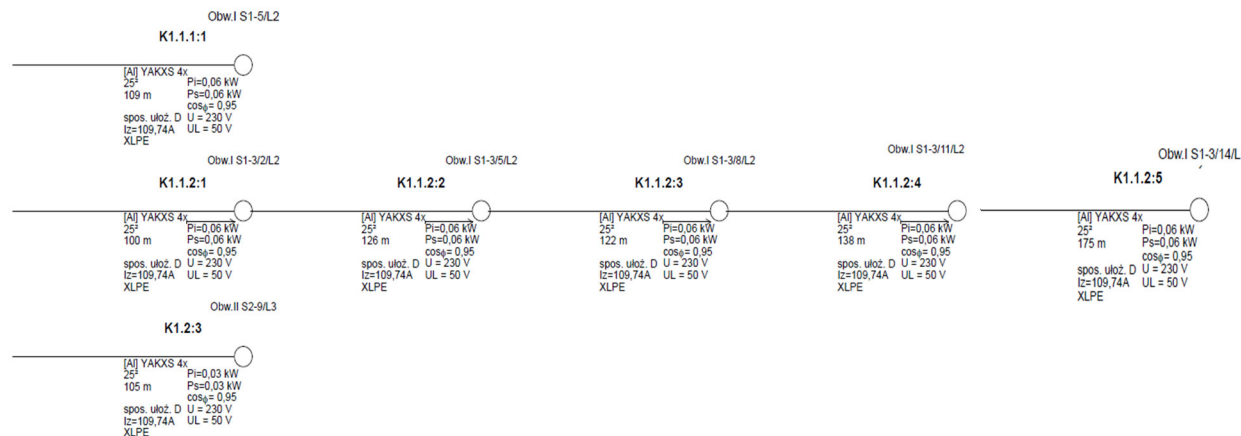 Obw.I S1-5/L2
K1.1.1:1
[Al] YAKXS 4x
25² Pi=0,06 kW
109 m Ps=0,06 kW
cosϕ= 0,95
spos. ułoż. D U = 230 V
Iz=109,74A UL = 50 V
XLPE
Obw.I S1-3/2/L2 Obw.I S1-3/5/L2 Obw.I S1-3/8/L2 Obw.I S1-3/11/L2 Obw.I S1-3/14/L
K1.1.2:1 K1.1.2:2 K1.1.2:3 K1.1.2:4 K1.1.2:5
[Al] YAKXS 4x [Al] YAKXS 4x [Al] YAKXS 4x [Al] YAKXS 4x [Al] YAKXS 4x
25² Pi=0,06 kW 25² Pi=0,06 kW 25² Pi=0,06 kW 25² Pi=0,06 kW 25² Pi=0,06 kW
100 m Ps=0,06 kW 126 m Ps=0,06 kW 122 m Ps=0,06 kW 138 m Ps=0,06 kW 175 m Ps=0,06 kW
cosϕ= 0,95 cosϕ= 0,95 cosϕ= 0,95 cosϕ= 0,95 cosϕ= 0,95
spos. ułoż. D U = 230 V spos. ułoż. D U = 230 V spos. ułoż. D U = 230 V spos. ułoż. D U = 230 V spos. ułoż. D U = 230 V
Iz=109,74A UL = 50 V Iz=109,74A UL = 50 V Iz=109,74A UL = 50 V Iz=109,74A UL = 50 V Iz=109,74A UL = 50 V
XLPE XLPE XLPE XLPE XLPE
Obw.II S2-9/L3
K1.2:3
[Al] YAKXS 4x
25² Pi=0,03 kW
105 m Ps=0,03 kW
cosϕ= 0,95
spos. ułoż. D U = 230 V
Iz=109,74A UL = 50 V
XLPE